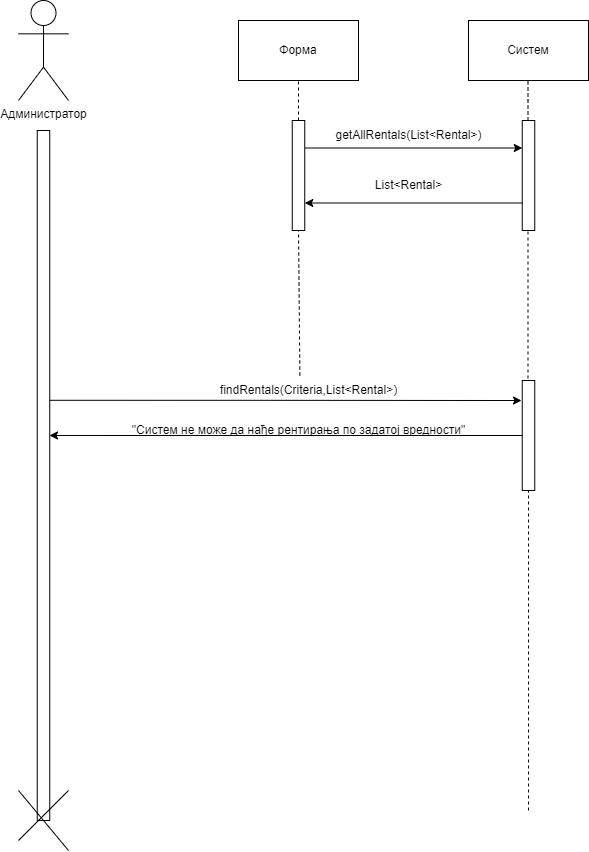 Форма
Систем
Администратор
getAllRentals(List<Rental>)
List<Rental>
findRentals(Criteria,List<Rental>)
"Систем не може да нађе рентирања по задатој вредности"